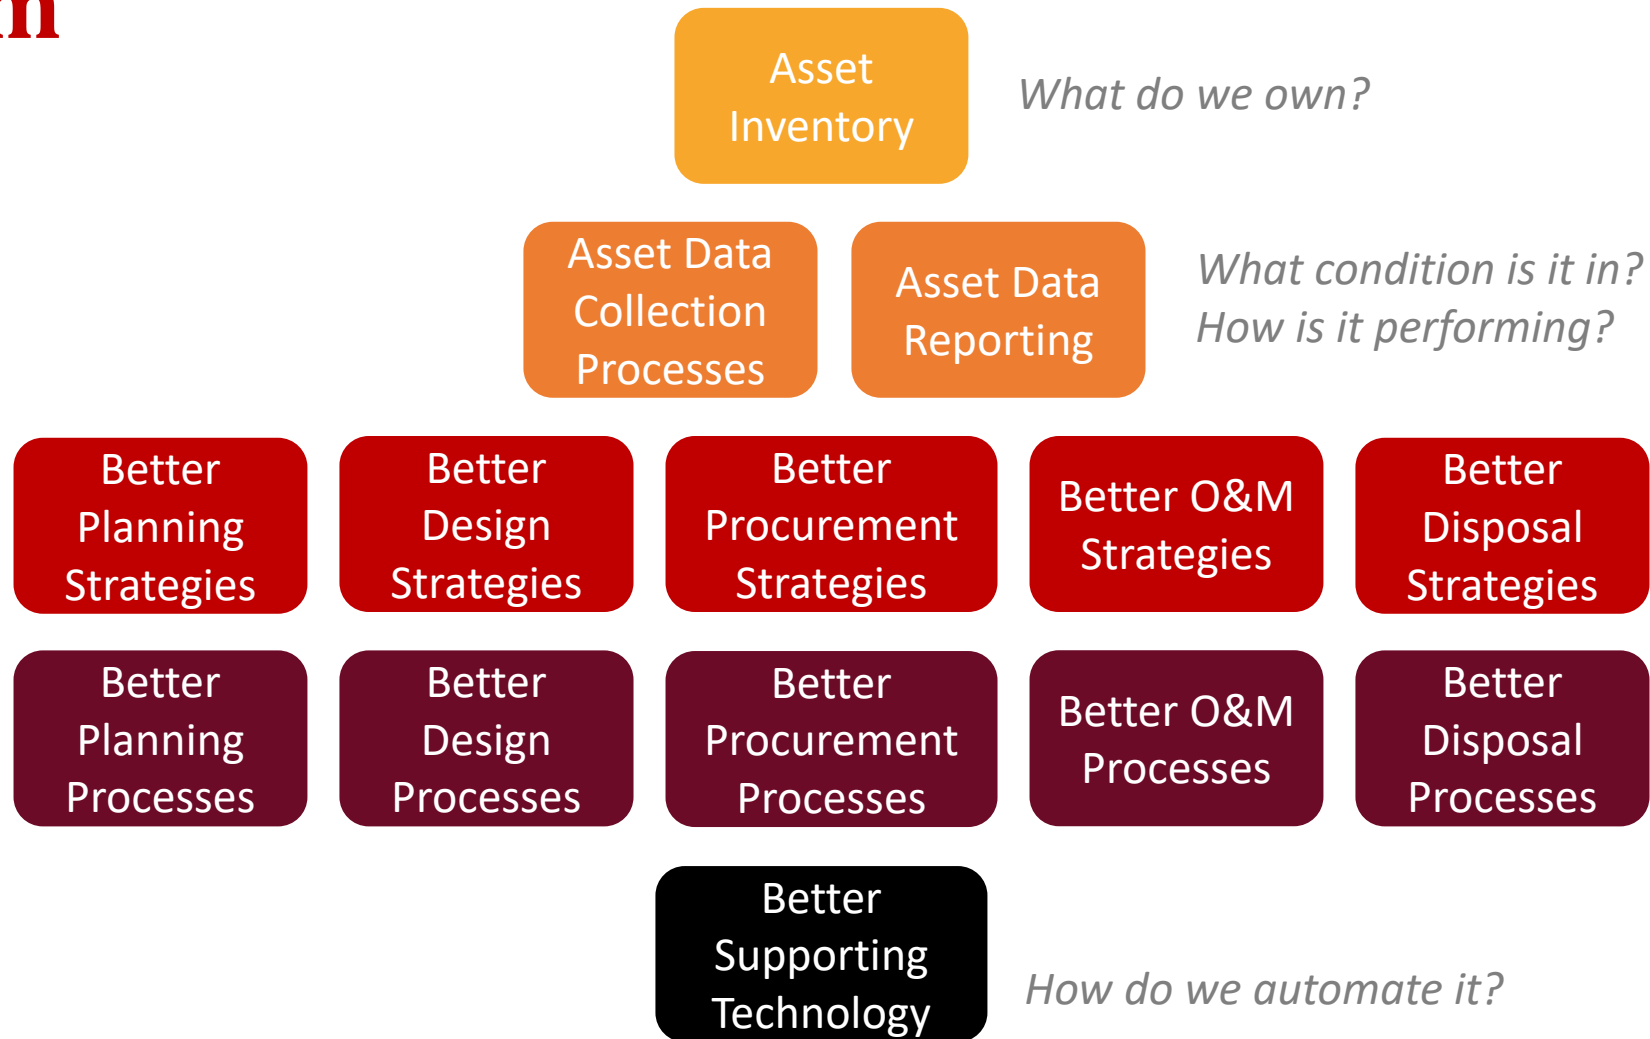 Asset
Inventory
What do we own?
Asset Data
Collection
Processes
Asset Data
Reporting
What condition is it in?
How is it performing?
Better
Planning
Strategies
Better
Design
Strategies
Better
Procurement
Strategies
Better O&M
Strategies
Better
Disposal
Strategies
Better
Planning
Processes
Better
Design
Processes
Better
Procurement
Processes
Better O&M
Processes
Better
Disposal
Processes
Better
Supporting
Technology
How do we automate it?